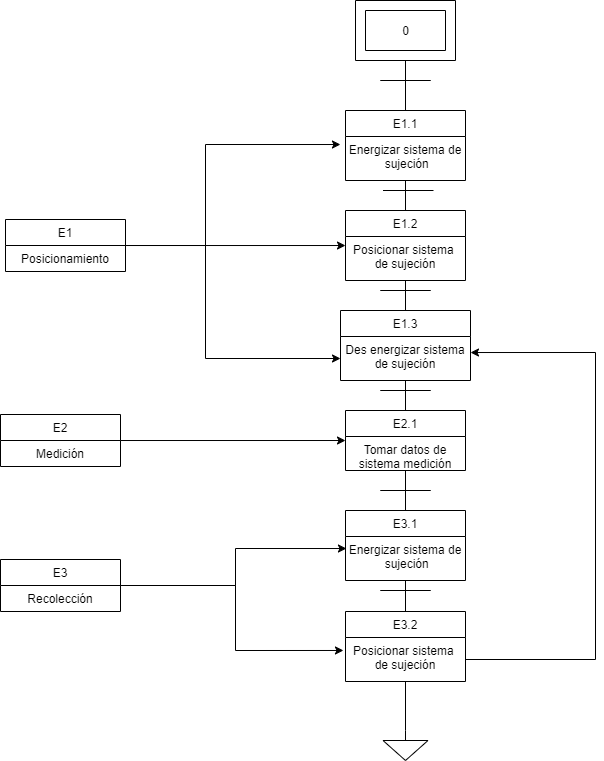 0
E1.1
Energizar sistema de
sujeción
E1.2
Posicionar sistema
de sujeción
E1
Posicionamiento
E1.3
Des energizar sistema
de sujeción
E2
Medición
E2.1
Tomar datos de
sistema medición
E3.1
Energizar sistema de
sujeción
E3
Recolección
E3.2
Posicionar sistema
de sujeción